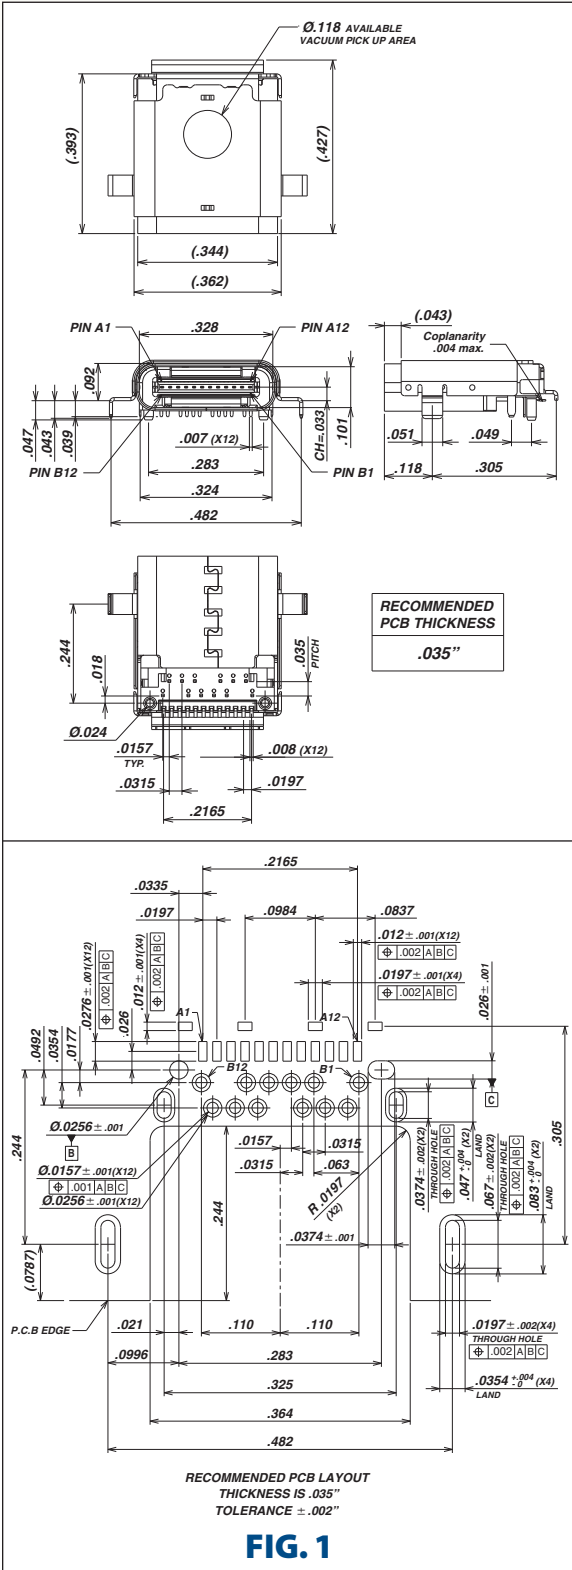 Ø.118 AVAILABLE
VACUUM PICK UP AREA
(.393)
(.427)
(.344)
(.362)
PIN A1
.328
PIN A12
(.043)
Coplanarity
.004 max.
.092
.047
.043
.039
.007 (X12)
CH=.033
.101
.051
.049
PIN B12
.283
PIN B1
.118
.305
.324
.482
.244
.018
.035
PITCH
RECOMMENDED
PCB THICKNESS
.035”
Ø.024
.0157
TYP.
.008 (X12)
.0315
.0197
.2165
.2165
.0335
.0197
.0984
.0837
.012±.001(X12)
⌖ .002 A B C
.0197±.001(X4)
⌖ .002 A B C
.0276±.001(X12)
⌖ .002 A B C
.012±.001(X4)
⌖ .002 A B C
.026±.001
A1
A12
.0492
.0354
.0177
.026
B12
B1
C
.244
Ø.0256±.001
B
Ø.0157±.001(X12)
⌖ .001 A B C
Ø.0256±.001(X12)
.0157
.0315
.0315
.063
R.0197
(X2)
.0374±.002(X2)
THROUGH HOLE
⌖ .002 A B C
.047 +.004 -0 (X2)
LAND
.067±.002(X2)
THROUGH HOLE
⌖ .002 A B C
.083 +.004 -0 (X2)
LAND
.305
.244
.0374±.001
(.0787)
P.C.B EDGE
.021
.110
.110
.0197±.002(X4)
THROUGH HOLE
⌖ .002 A B C
.0996
.283
.0354 +.004 -0 (X4)
LAND
.325
.364
.482
RECOMMENDED PCB LAYOUT
THICKNESS IS .035”
TOLERANCE ±.002”
FIG. 1